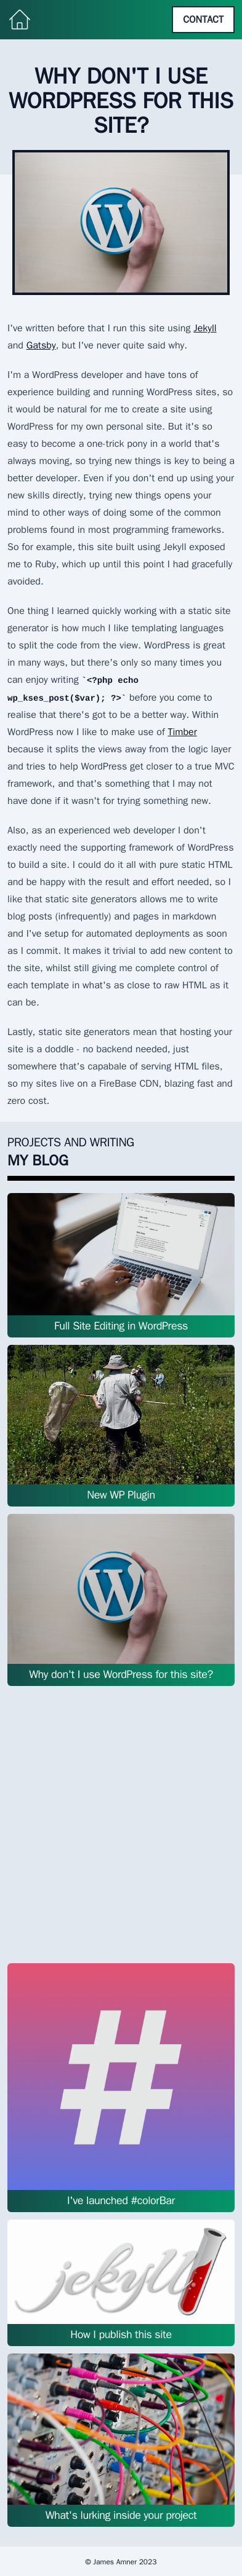 CONTACT
WHY DON'T I USE
WORDPRESS FOR THIS
SITE?
I've written before that I run this site using Jekyll
and Gatsby, but I've never quite said why.
I'm a WordPress developer and have tons of
experience building and running WordPress sites, so
it would be natural for me to create a site using
WordPress for my own personal site. But it's so
easy to become a one-trick pony in a world that's
always moving, so trying new things is key to being a
better developer. Even if you don't end up using your
new skills directly, trying new things opens your
mind to other ways of doing some of the common
problems found in most programming frameworks.
So for example, this site built using Jekyll exposed
me to Ruby, which up until this point I had gracefully
avoided.
One thing I learned quickly working with a static site
generator is how much I like templating languages
to split the code from the view. WordPress is great
in many ways, but there's only so many times you
can enjoy writing `<?php echo
wp_kses_post($var); ?>` before you come to
realise that there's got to be a better way. Within
WordPress now I like to make use of Timber
because it splits the views away from the logic layer
and tries to help WordPress get closer to a true MVC
framework, and that's something that I may not
have done if it wasn't for trying something new.
Also, as an experienced web developer I don't
exactly need the supporting framework of WordPress
to build a site. I could do it all with pure static HTML
and be happy with the result and effort needed, so I
like that static site generators allows me to write
blog posts (infrequently) and pages in markdown
and I've setup for automated deployments as soon
as I commit. It makes it trivial to add new content to
the site, whilst still giving me complete control of
each template in what's as close to raw HTML as it
can be.
Lastly, static site generators mean that hosting your
site is a doddle - no backend needed, just
somewhere that's capabale of serving HTML files,
so my sites live on a FireBase CDN, blazing fast and
zero cost.
PROJECTS AND WRITING
MY BLOG
Full Site Editing in WordPress
New WP Plugin
Why don't I use WordPress for this site?
#
I've launched #colorBar
jekyll
How I publish this site
What's lurking inside your project
© James Amner 2023